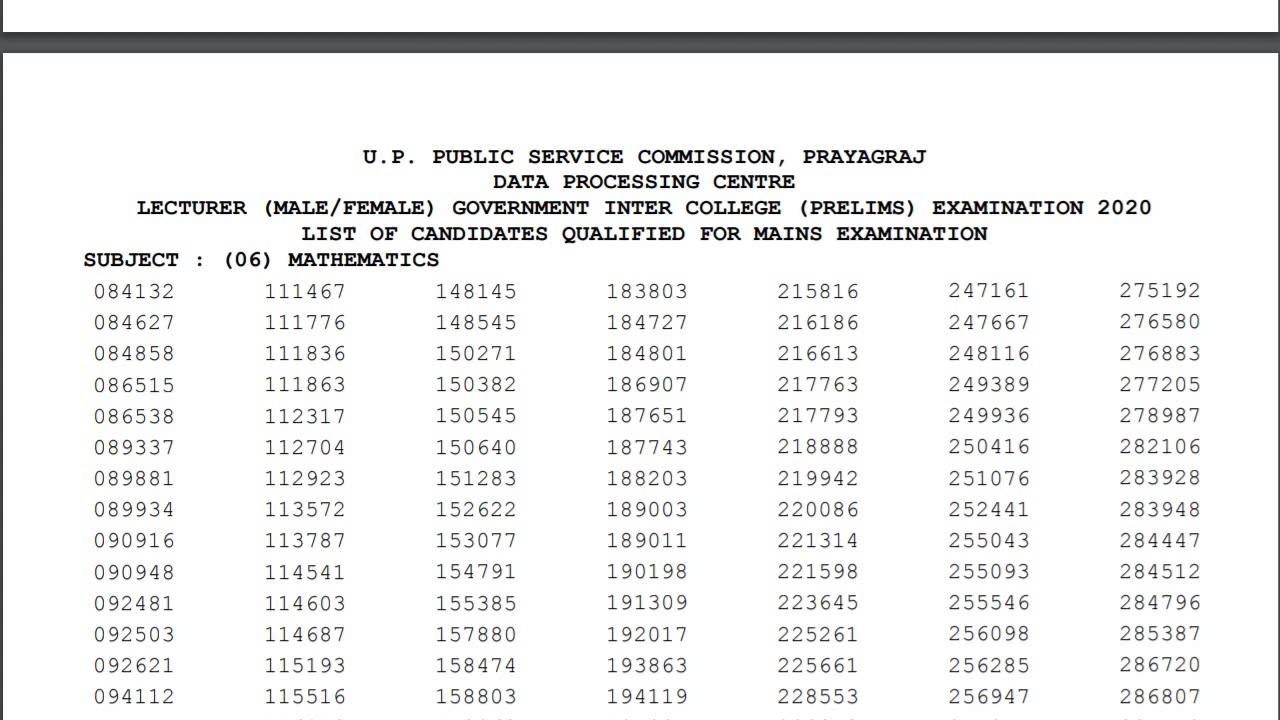 U.P. PUBLIC SERVICE COMMISSION, PRAYAGRAJ
DATA PROCESSING CENTRE
LECTURER (MALE/FEMALE) GOVERNMENT INTER COLLEGE (PRELIMS) EXAMINATION 2020
LIST OF CANDIDATES QUALIFIED FOR MAINS EXAMINATION
SUBJECT : (06) MATHEMATICS
084132 111467 148145 183803 215816 247161 275192
084627 111776 148545 184727 216186 247667 276580
084858 111836 150271 184801 216613 248116 276883
086515 111863 150382 186907 217763 249389 277205
086538 112317 150545 187651 217793 249936 278987
089337 112704 150640 187743 218888 250416 282106
089881 112923 151283 188203 219942 251076 283928
089934 113572 152622 189003 220086 252441 283948
090916 113787 153077 189011 221314 255043 284447
090948 114541 154791 190198 221598 255093 284512
092481 114603 155385 191309 223645 255546 284796
092503 114687 157880 192017 225261 256098 285387
092621 115193 158474 193863 225661 256285 286720
094112 115516 158803 194119 228553 256947 286807